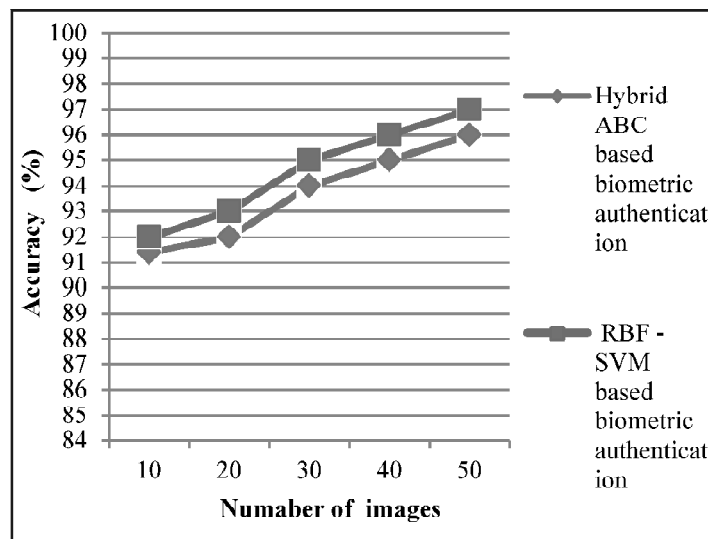 100
99
98
97
96
95
94
93
92
91
90
89
88
87
86
85
84
Accuracy (%)
10 20 30 40 50
Numaber of images
Hybrid
ABC
based
biometric
authenticat
ion
RBF -
SVM
based
biometric
authenticat
ion